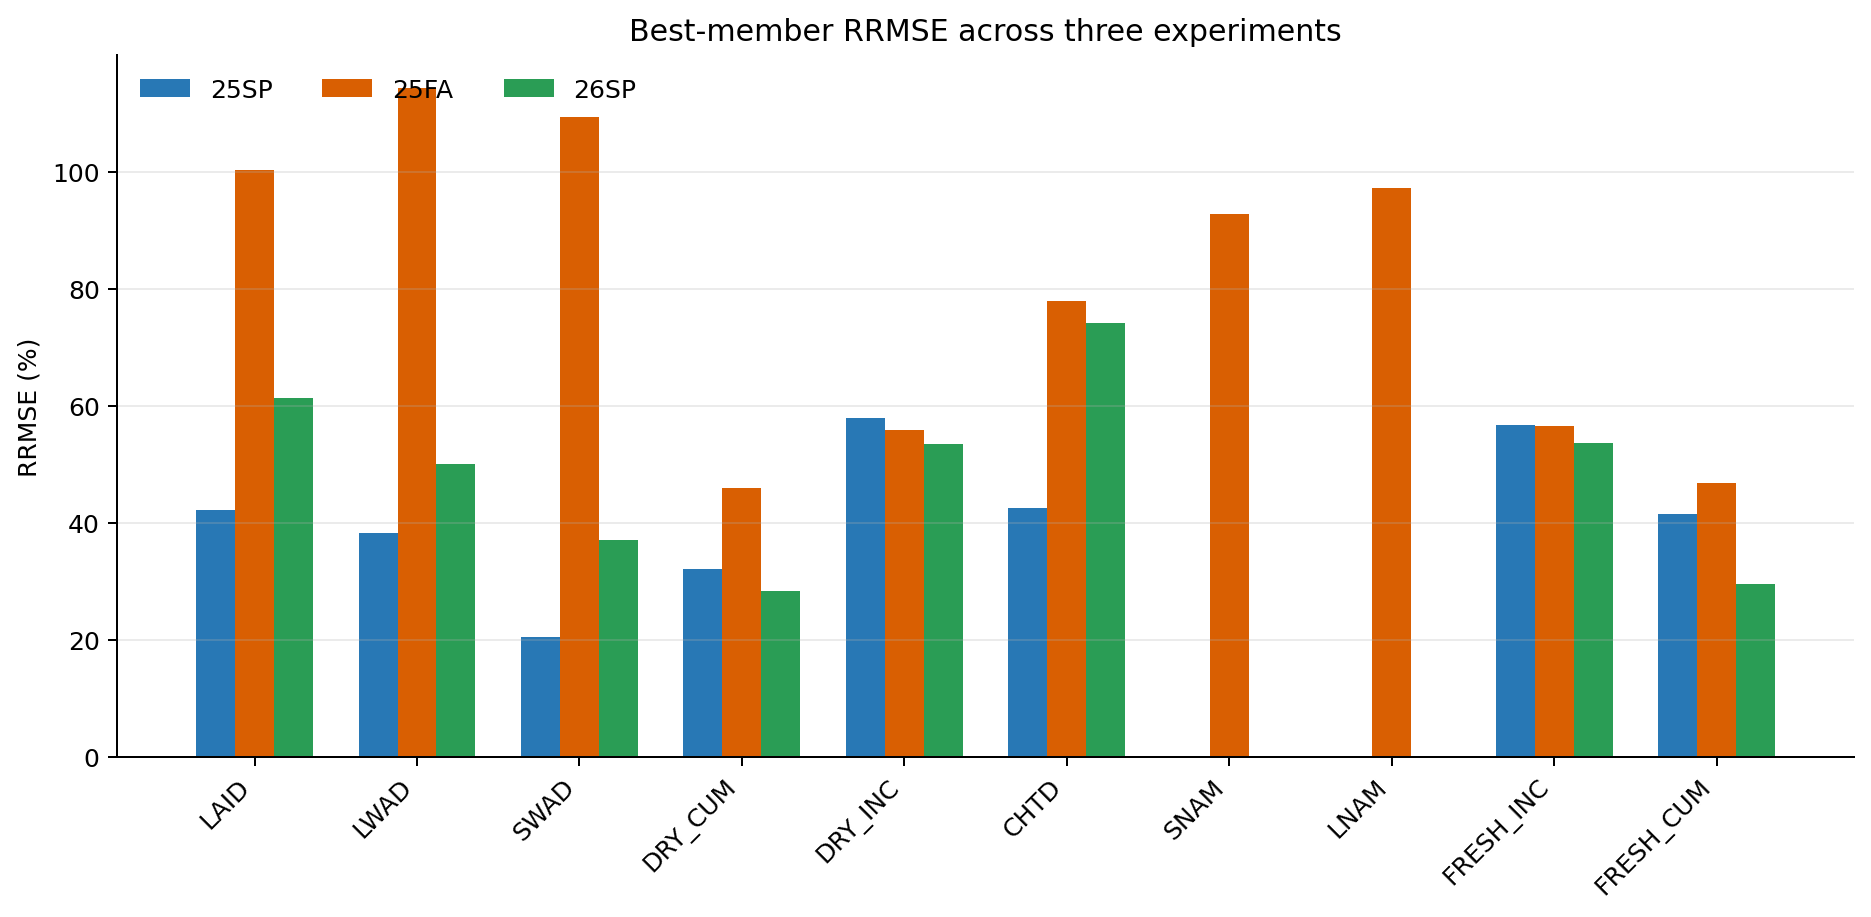 Best-member RRMSE across three experiments
25SP 25FA 26SP
RRMSE (%)
100
80
60
40
20
0
LAID
LWAD
SWAD
DRY_CUM
DRY_INC
CHTD
SNAM
LNAM
FRESH_INC
FRESH_CUM